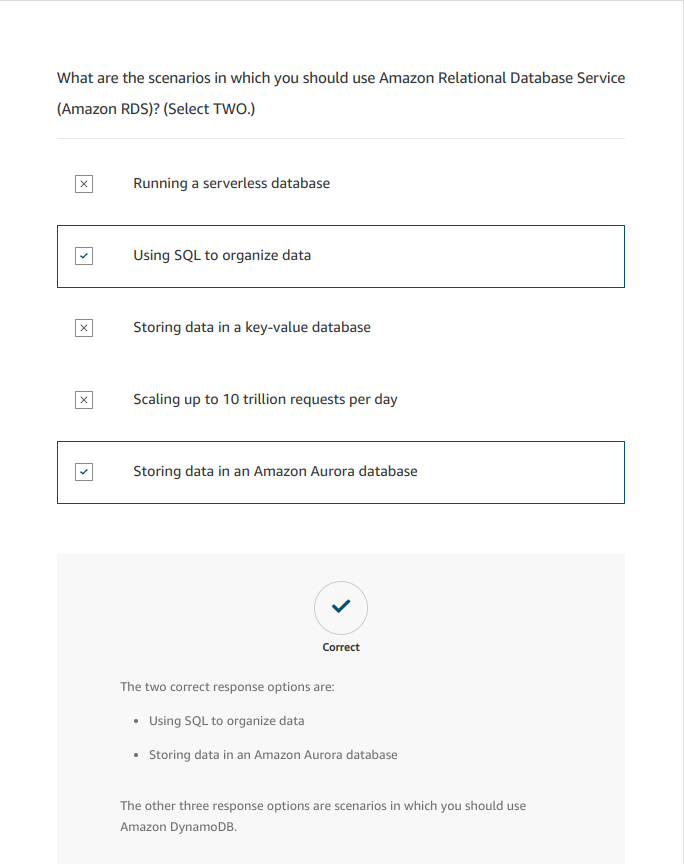 What are the scenarios in which you should use Amazon Relational Database Service
(Amazon RDS)? (Select TWO.)
Running a serverless database
Using SQL to organize data
Storing data in a key-value database
Scaling up to 10 trillion requests per day
Storing data in an Amazon Aurora database
Correct
The two correct response options are:
• Using SQL to organize data
• Storing data in an Amazon Aurora database
The other three response options are scenarios in which you should use
Amazon DynamoDB.